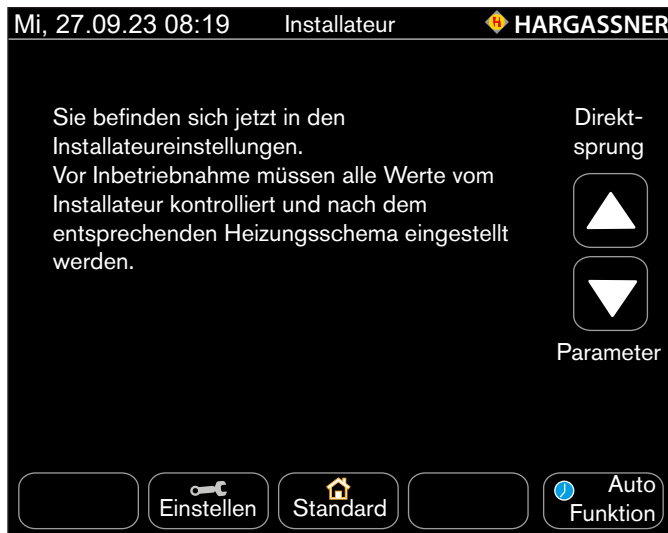 Mi, 27.09.23 08:19 Installateur HARGASSNER
Sie befinden sich jetzt in den
Installateureinstellungen.
Vor Inbetriebnahme müssen alle Werte vom
Installateur kontrolliert und nach dem
entsprechenden Heizungsschema eingestellt
werden.
Direkt-
sprung
Parameter
Einstellen
Standard
Auto
Funktion